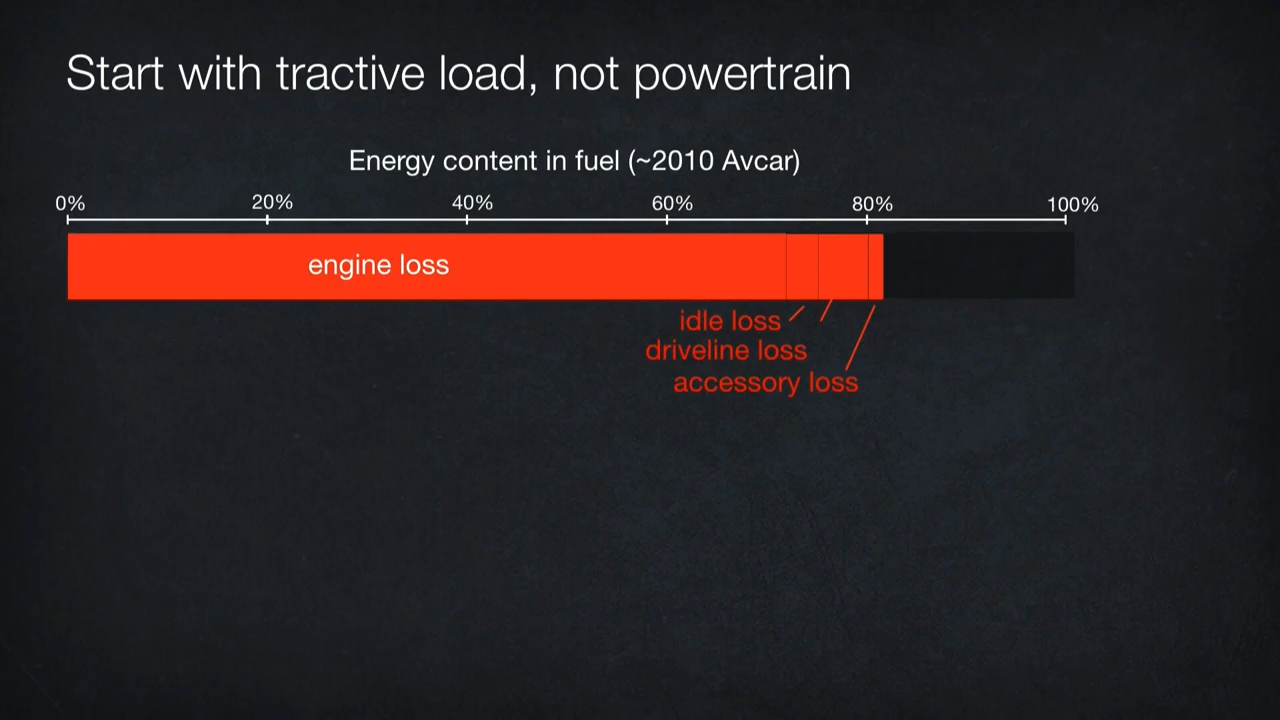 Start with tractive load, not powertrain
Energy content in fuel (~2010 Avcar)
0% 20% 40% 60% 80% 100%
engine loss
idle loss
driveline loss
accessory loss